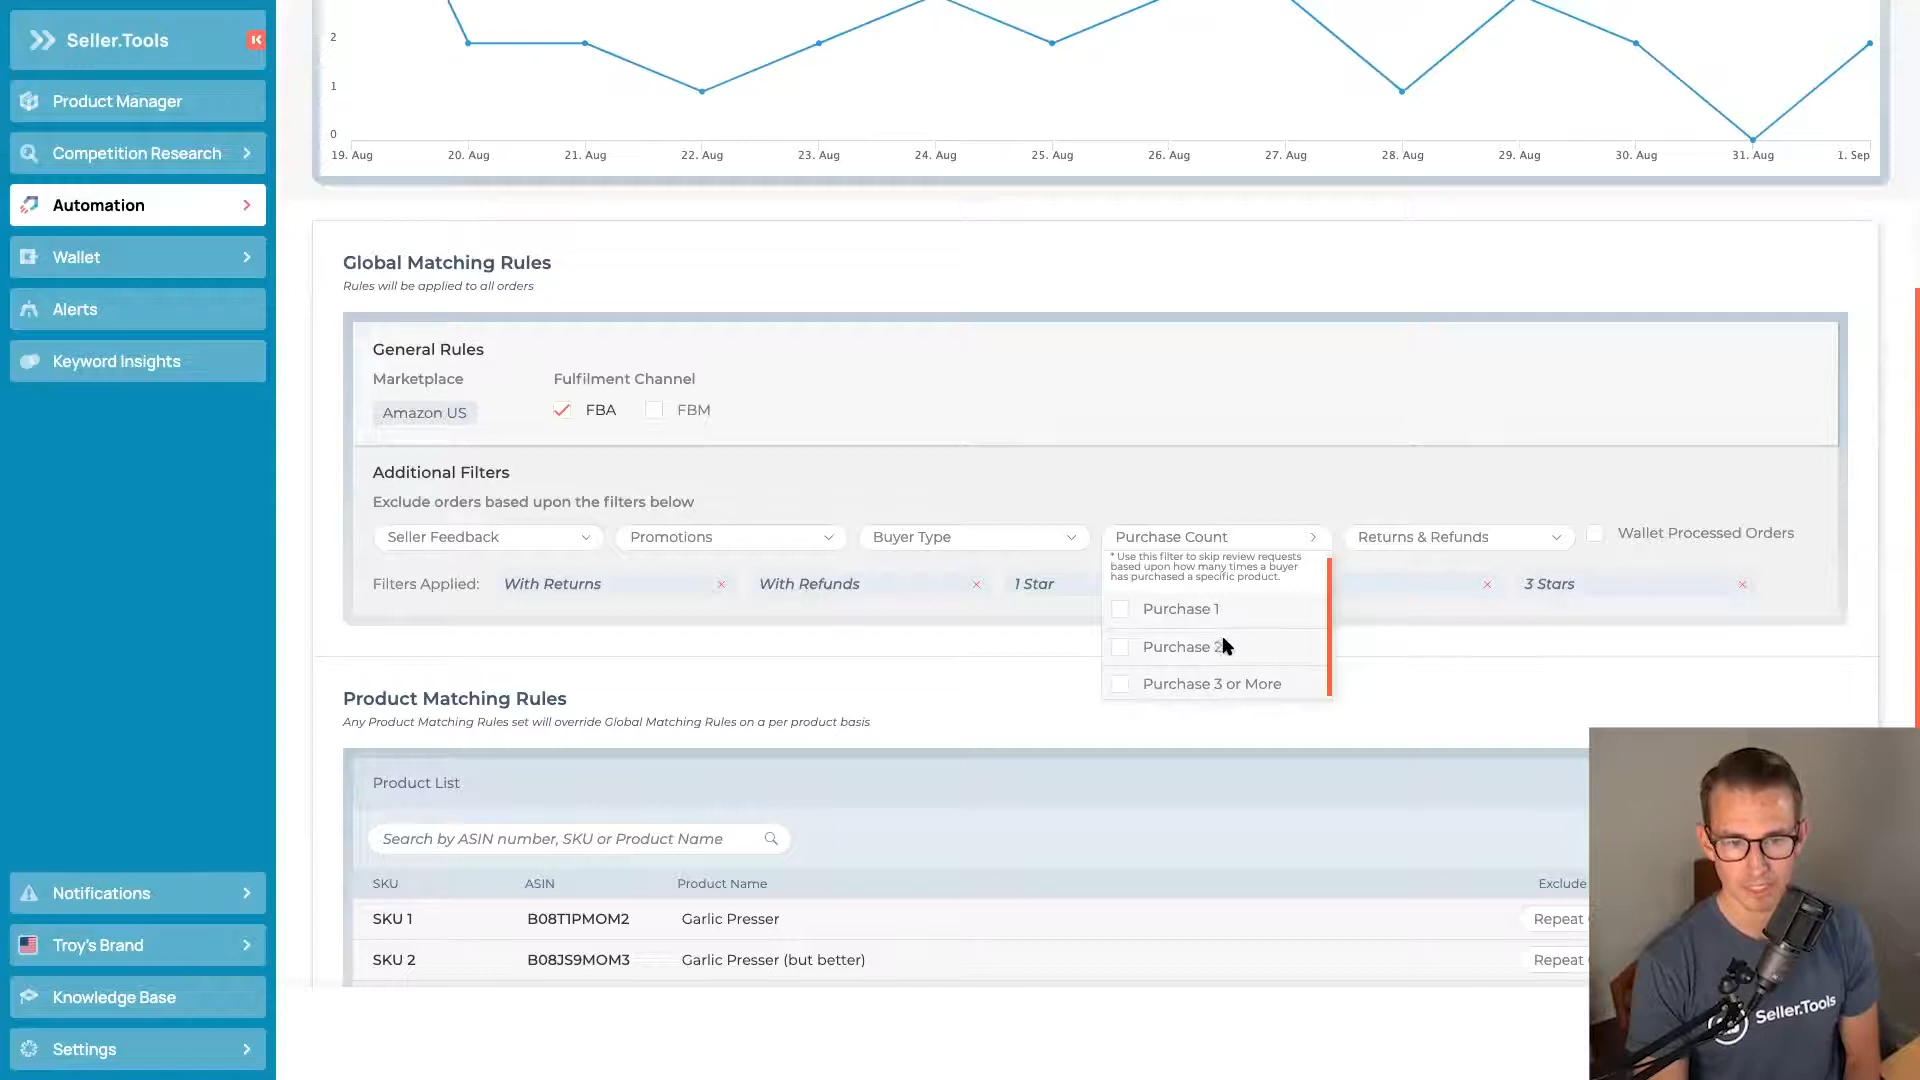 Seller.Tools
Product Manager
Competition Research
Automation
Wallet
Alerts
Keyword Insights
Notifications
Troy's Brand
Knowledge Base
Settings
2
1
0
19. Aug 20. Aug 21. Aug 22. Aug 23. Aug 24. Aug 25. Aug 26. Aug 27. Aug 28. Aug 29. Aug 30. Aug 31. Aug 1. Sep
Global Matching Rules
Rules will be applied to all orders
General Rules
Marketplace Fulfilment Channel
Amazon US FBA FBM
Additional Filters
Exclude orders based upon the filters below
Seller Feedback Promotions Buyer Type Purchase Count Returns & Refunds Wallet Processed Orders
* Use this filter to skip review requests
based upon how many times a buyer
has purchased a specific product.
Filters Applied: With Returns With Refunds 1 Star 3 Stars
Purchase 1
Purchase 2
Purchase 3 or More
Product Matching Rules
Any Product Matching Rules set will override Global Matching Rules on a per product basis
Product List
Search by ASIN number, SKU or Product Name
SKU ASIN Product Name Exclude
SKU 1 B08T1PMOM2 Garlic Presser Repeat
SKU 2 B08JS9MOM3 Garlic Presser (but better) Repeat
Seller.Tools